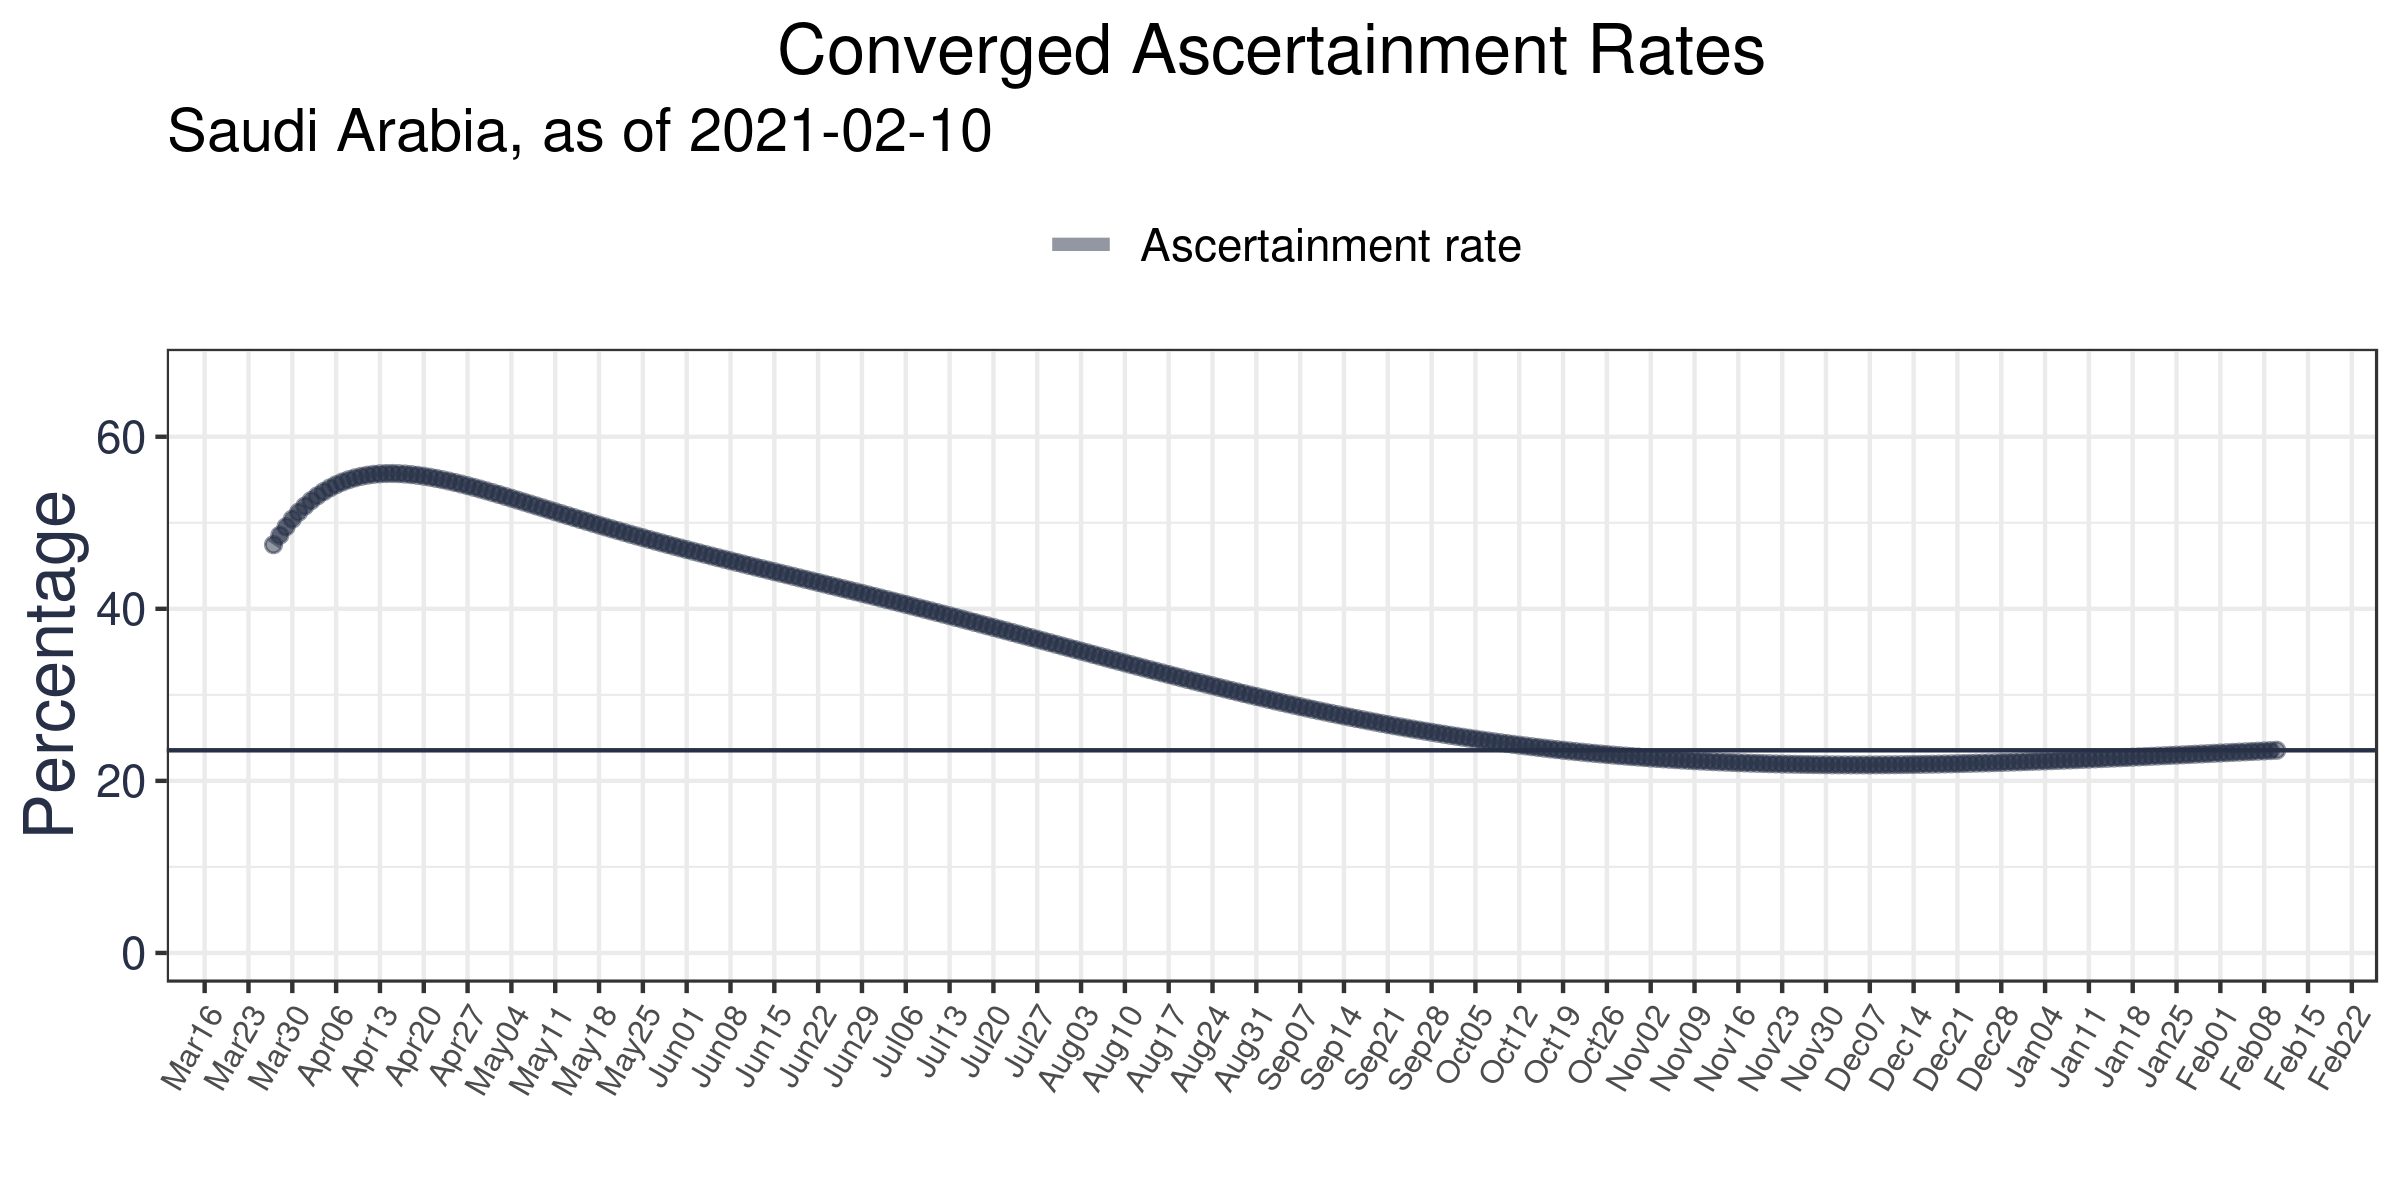 Converged Ascertainment Rates
Saudi Arabia, as of 2021-02-10
Ascertainment rate
Percentage
60
40
20
0
Mar16
Mar23
Mar30
Apr06
Apr13
Apr20
Apr27
May04
May11
May18
May25
Jun01
Jun08
Jun15
Jun22
Jun29
Jul06
Jul13
Jul20
Jul27
Aug03
Aug10
Aug17
Aug24
Aug31
Sep07
Sep14
Sep21
Sep28
Oct05
Oct12
Oct19
Oct26
Nov02
Nov09
Nov16
Nov23
Nov30
Dec07
Dec14
Dec21
Dec28
Jan04
Jan11
Jan18
Jan25
Feb01
Feb08
Feb15
Feb22